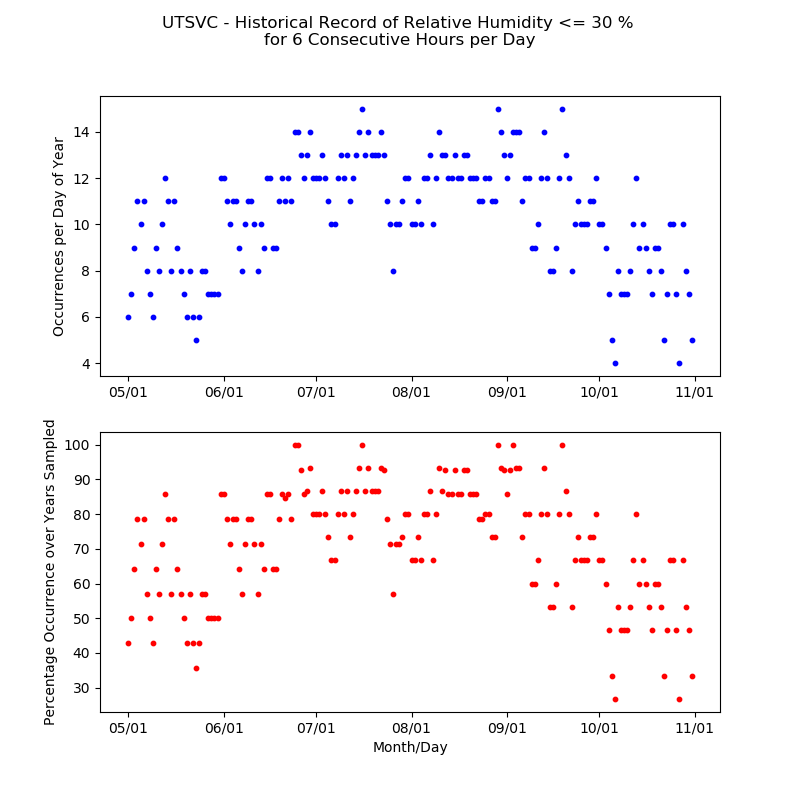 UTSVC - Historical Record of Relative Humidity <= 30 %
for 6 Consecutive Hours per Day
Occurrences per Day of Year
14
12
10
8
6
4
05/01 06/01 07/01 08/01 09/01 10/01 11/01
Percentage Occurrence over Years Sampled
100
90
80
70
60
50
40
30
05/01 06/01 07/01 08/01 09/01 10/01 11/01
Month/Day